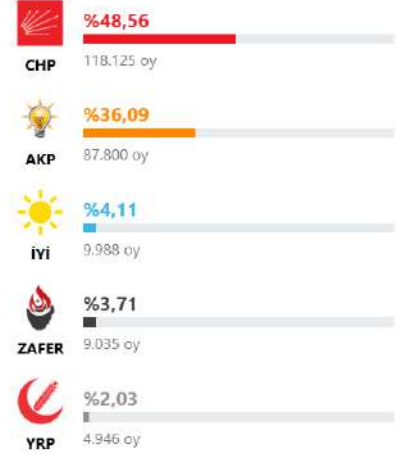 %48,56
CHP
118.125 oy
%36,09
AKP
87.800 oy
%4,11
İYİ
9.988 oy
%3,71
ZAFER
9.035 oy
%2,03
YRP
4.946 oy